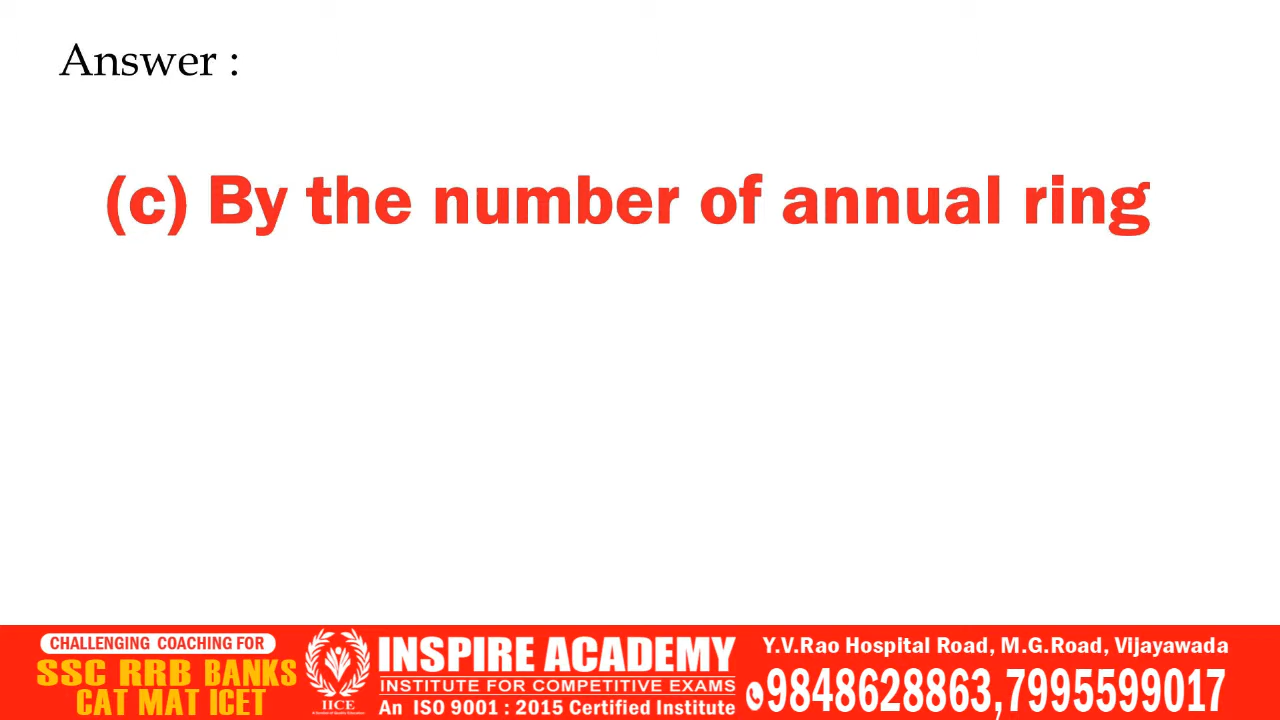 Answer :
(c) By the number of annual ring
CHALLENGING COACHING FOR
SSC RRB BANKS
CAT MAT ICET
IICE
INSPIRE ACADEMY
INSTITUTE FOR COMPETITIVE EXAMS
An ISO 9001 : 2015 Certified Institute
Y.V.Rao Hospital Road, M.G.Road, Vijayawada
9848628863,7995599017